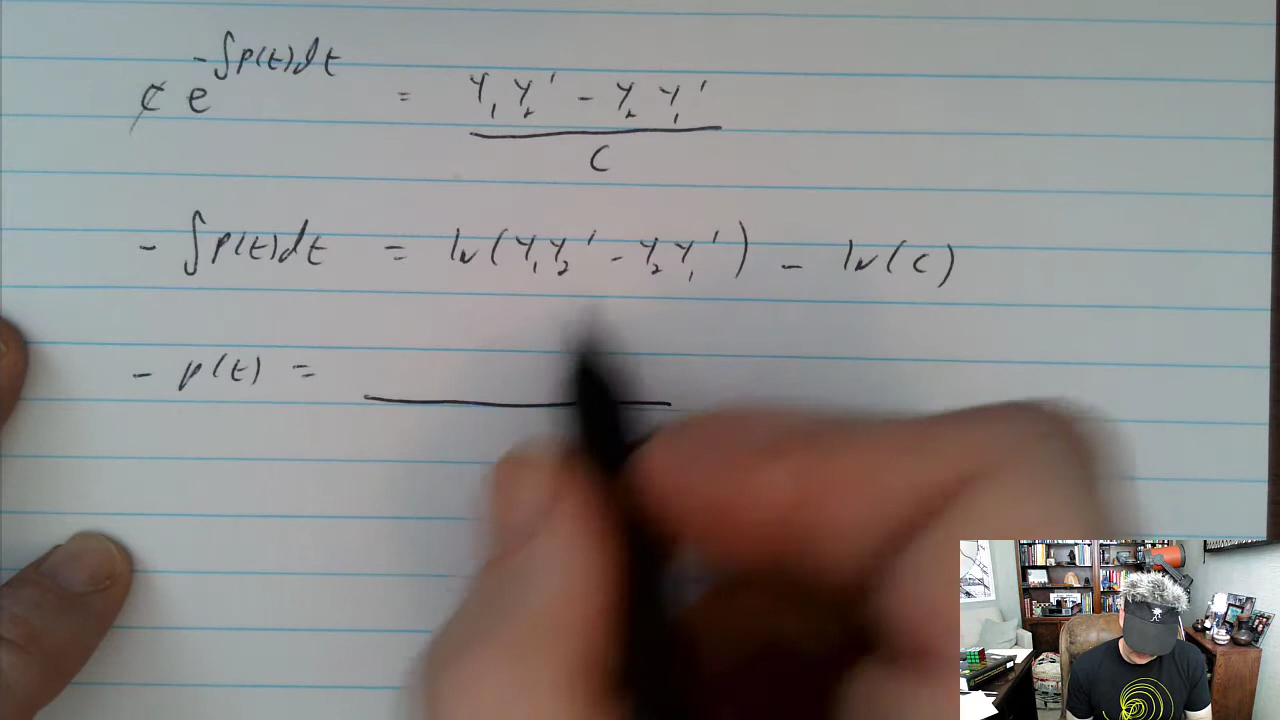 ¢ e^{-∫p(t)dt} = (y₁y₂' - y₂y₁') / C
- ∫p(t)dt = ln(y₁y₂' - y₂y₁') - ln(c)
- p(t) =